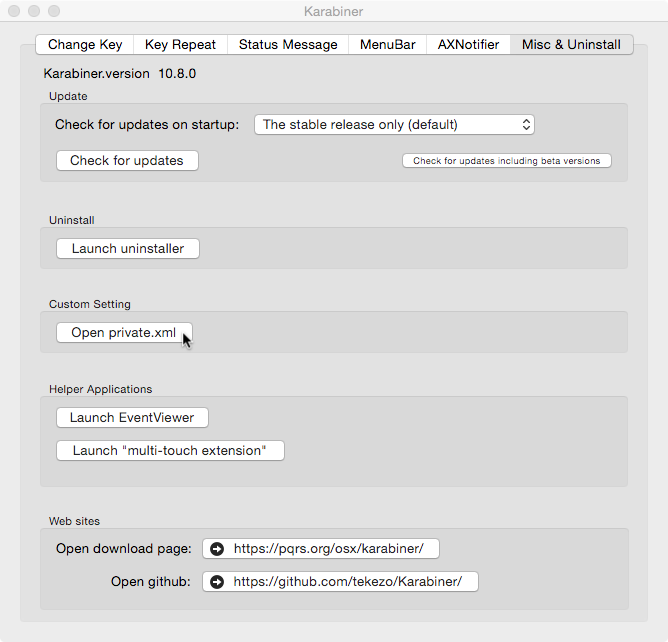 Karabiner
Change Key Key Repeat Status Message MenuBar AXNotifier Misc & Uninstall
Karabiner.version 10.8.0
Update
Check for updates on startup: The stable release only (default)
Check for updates Check for updates including beta versions
Uninstall
Launch uninstaller
Custom Setting
Open private.xml
Helper Applications
Launch EventViewer
Launch "multi-touch extension"
Web sites
Open download page: https://pqrs.org/osx/karabiner/
Open github: https://github.com/tekezo/Karabiner/